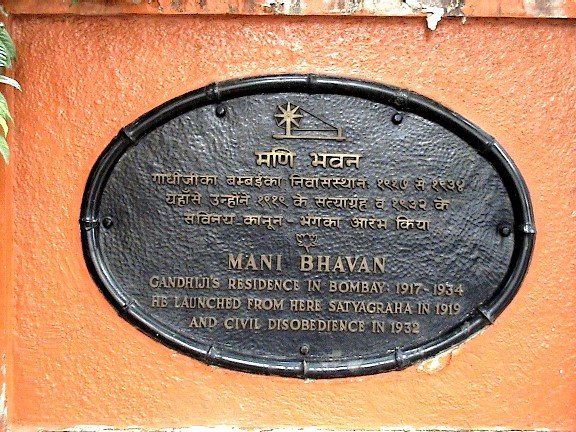 मणि भवन
गांधीजीका बम्बईका निवासस्थान: १९१७ से १९३४
यहांसे उन्होंने १९१९ के सत्याग्रह व १९३२ के
सविनय कानून-भंगका आरंभ किया
MANI BHAVAN
GANDHIJI'S RESIDENCE IN BOMBAY: 1917-1934
HE LAUNCHED FROM HERE SATYAGRAHA IN 1919
AND CIVIL DISOBEDIENCE IN 1932